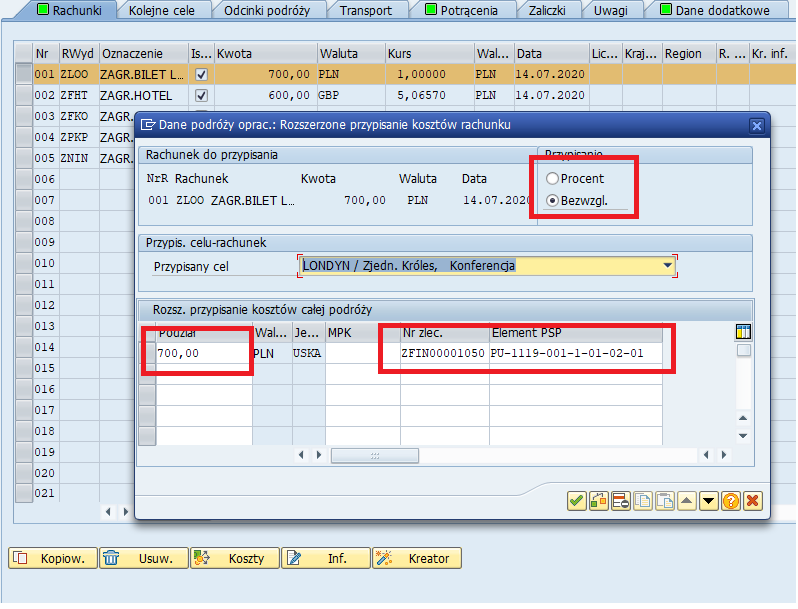 Rachunki Kolejne cele Odcinki podróży Transport Potrącenia Zaliczki Uwagi Dane dodatkowe
Nr RWyd Oznaczenie Is... Kwota Waluta Kurs Wal... Data Lic... Kraj... Region R. ... Kr. inf.
001 ZLOO ZAGR.BILET L... 700,00 PLN 1,00000 PLN 14.07.2020
002 ZFHT ZAGR.HOTEL 600,00 GBP 5,06570 PLN 14.07.2020
003 ZFKO ZAGR.
004 ZPKP ZAGR.
005 ZNIN ZAGR.
006
007
008
009
010
011
012
013
014
015
016
017
018
019
020
021
Dane podróży oprac.: Rozszerzone przypisanie kosztów rachunku
Rachunek do przypisania
NrR Rachunek Kwota Waluta Data
001 ZLOO ZAGR.BILET L... 700,00 PLN 14.07.2020
Przypisanie
Procent
Bezwzgl.
Przypis. celu-rachunek
Przypisany cel LONDYN / Zjedn. Króles, Konferencja
Rozsz. przypisanie kosztów całej podróży
Podział Wal... Je... MPK Nr zlec. Element PSP
700,00 PLN USKA ZFIN00001050 PU-1119-001-1-01-02-01
Kopiow. Usuw. Koszty Inf. Kreator